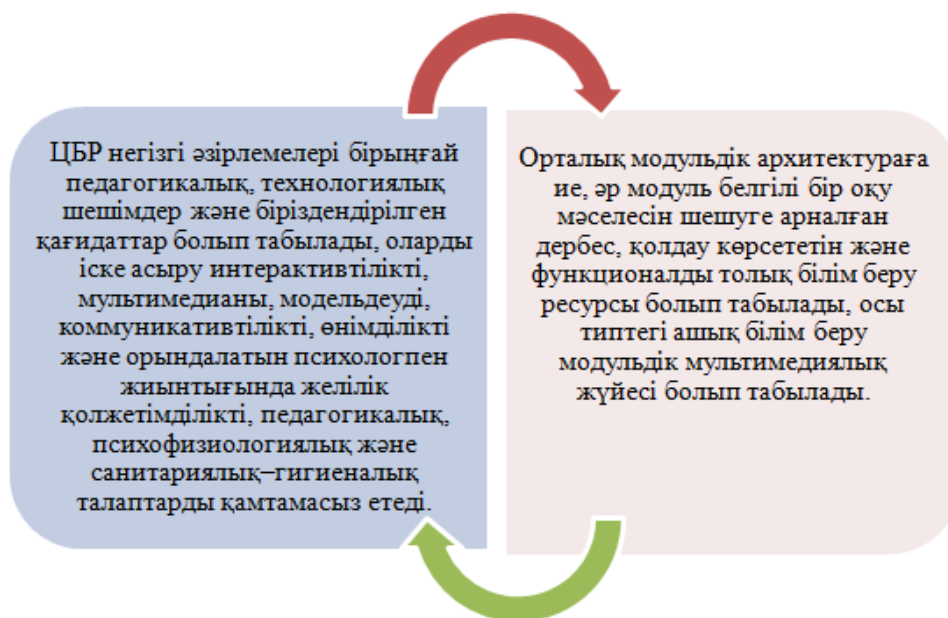 ЦБР негізгі әзірлемелері бірыңғай
педагогикалық, технологиялық
шешімдер және біріздендірілген
қағидаттар болып табылады, оларды
іске асыру интерактивтілікті,
мультимедианы, модельдеуді,
коммуникативтілікті, өнімділікті
және орындалатын психологпен
жиынтығында желілік
қолжетімділікті, педагогикалық,
психофизиологиялық және
санитариялық–гигиеналық
талаптарды қамтамасыз етеді.
Орталық модульдік архитектураға
ие, әр модуль белгілі бір оқу
мәселесін шешуге арналған
дербес, қолдау көрсететін және
функционалды толық білім беру
ресурсы болып табылады, осы
типтегі ашық білім беру
модульдік мультимедиялық
жүйесі болып табылады.